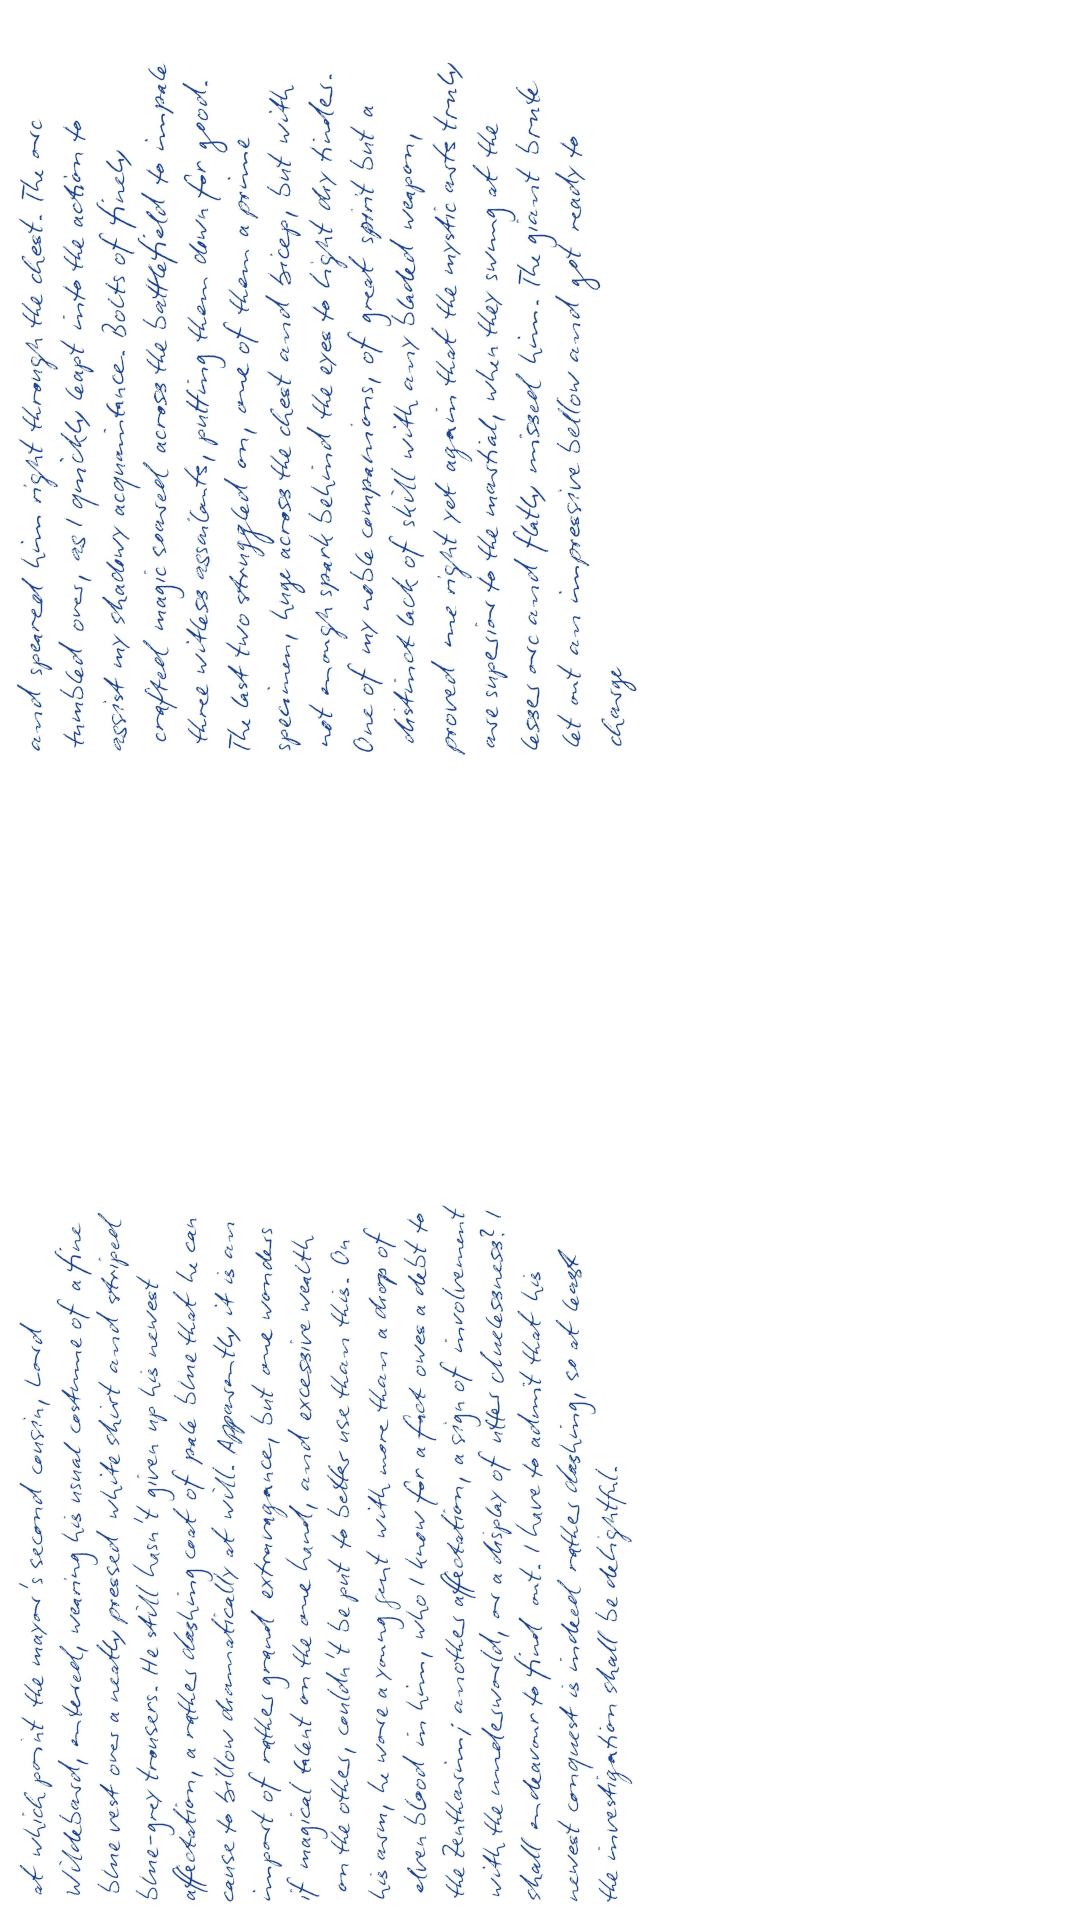 at which point the mayor's second cousin, Lord
Wildebard, entered, wearing his usual costume of a fine
blue vest over a neatly pressed white shirt and striped
blue-grey trousers. He still hasn't given up his newest
affectation, a rather dashing coat of pale blue that he can
cause to billow dramatically at will. Apparently it is an
import of rather grand extravagance, but one wonders
if magical talent on the one hand, and excessive wealth
on the other, couldn't be put to better use than this. On
his arm, he wore a young gent with more than a drop of
elven blood in him, who I know for a fact owes a debt to
the Zentharim; another affectation, a sign of involvement
with the underworld, or a display of utter cluelessness? I
shall endeavour to find out. I have to admit that his
newest conquest is indeed rather dashing, so at least
the investigation shall be delightful.
and speared him right through the chest. The orc
tumbled over, as I quickly leapt into the action to
assist my shadowy acquaintance. Bolts of finely
crafted magic soared across the battlefield to impale
three witless assailants, putting them down for good.
The last two struggled on, one of them a prime
specimen, huge across the chest and bicep, but with
not enough spark behind the eyes to light dry tinder.
One of my noble companions, of great spirit but a
distinct lack of skill with any bladed weapon,
proved me right yet again that the mystic arts truly
are superior to the martial, when they swung at the
lesser orc and flatly missed him. The giant brute
let out an impressive bellow and got ready to
charge